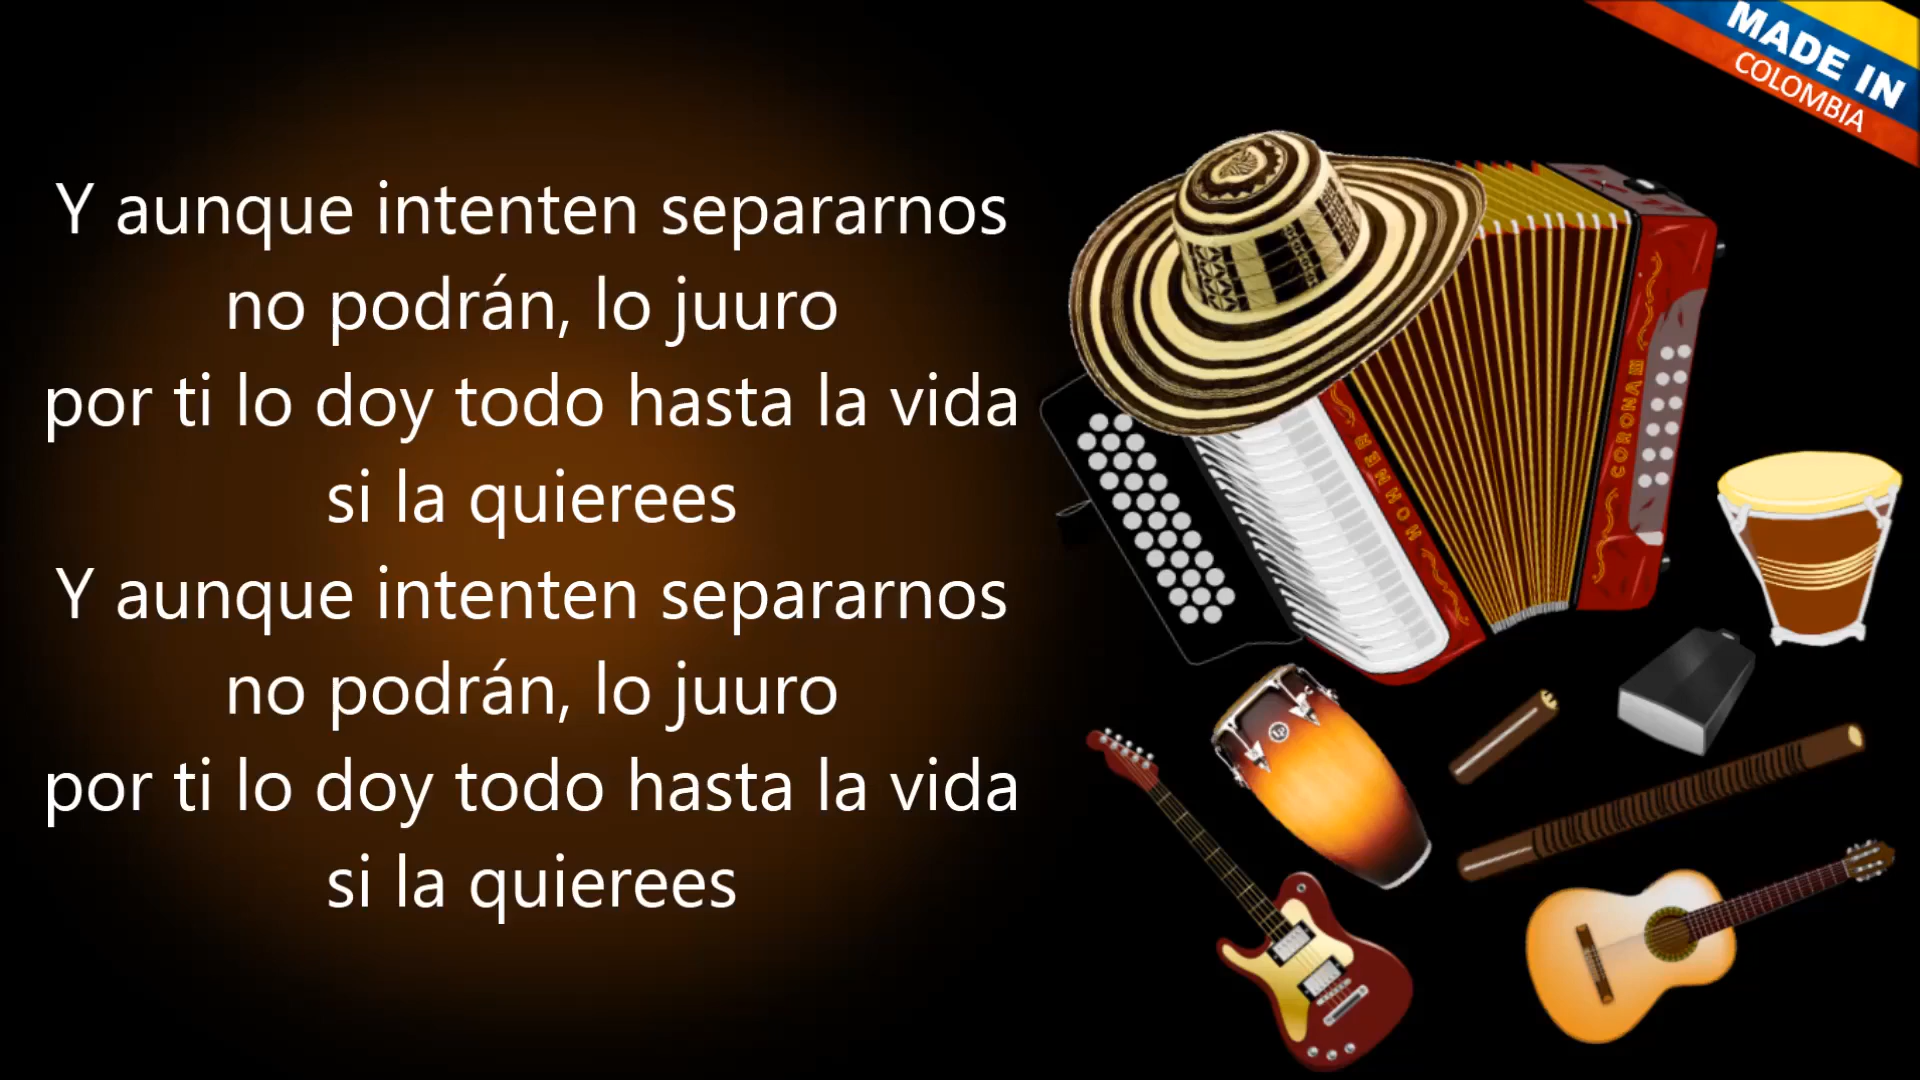 MADE IN
COLOMBIA
Y aunque intenten separarnos
no podrán, lo juuro
por ti lo doy todo hasta la vida
si la quierees
Y aunque intenten separarnos
no podrán, lo juuro
por ti lo doy todo hasta la vida
si la quierees
HOHNER
CORONA III
LP